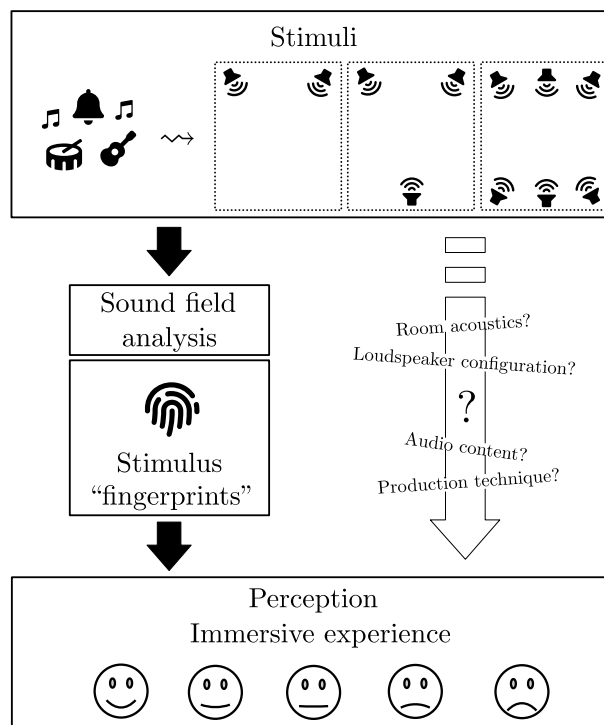 Stimuli
Sound field
analysis
Stimulus
“fingerprints”
Room acoustics?
Loudspeaker configuration?
?
Audio content?
Production technique?
Perception
Immersive experience